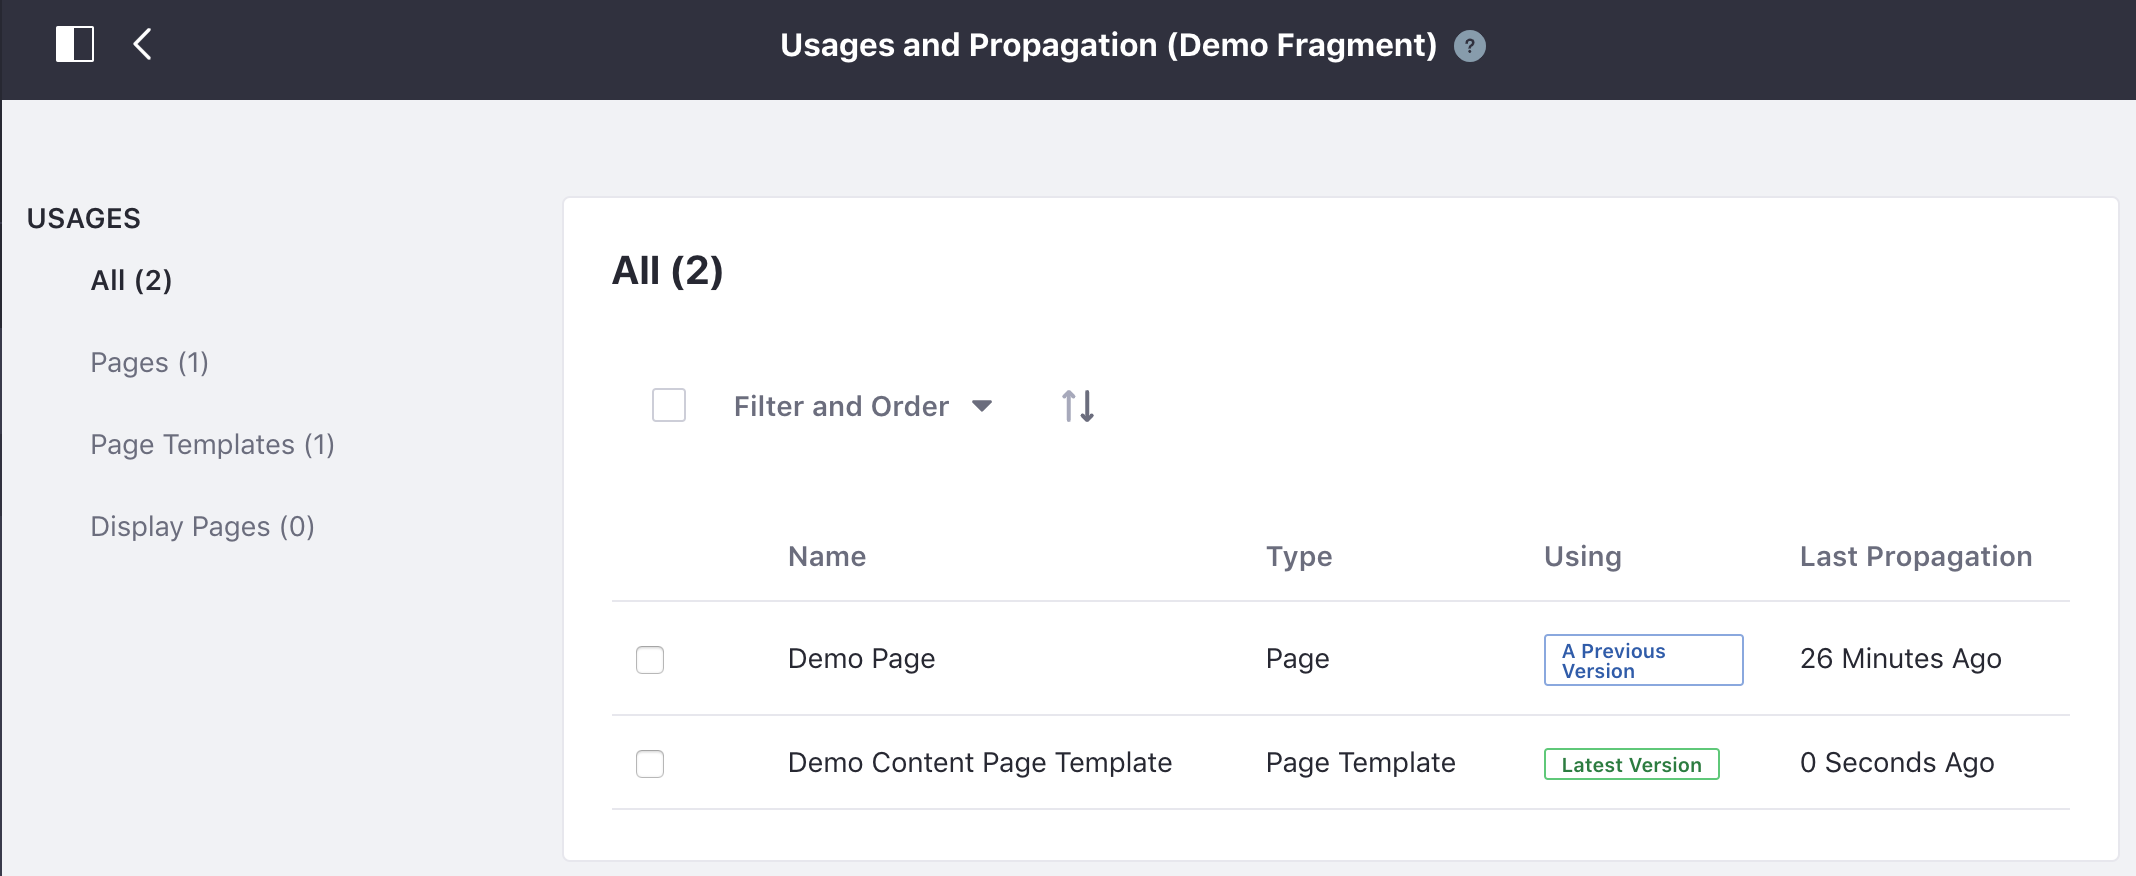 Usages and Propagation (Demo Fragment) ?
USAGES
All (2)
Pages (1)
Page Templates (1)
Display Pages (0)
All (2)
Filter and Order
Name Type Using Last Propagation
Demo Page Page A Previous Version 26 Minutes Ago
Demo Content Page Template Page Template Latest Version 0 Seconds Ago